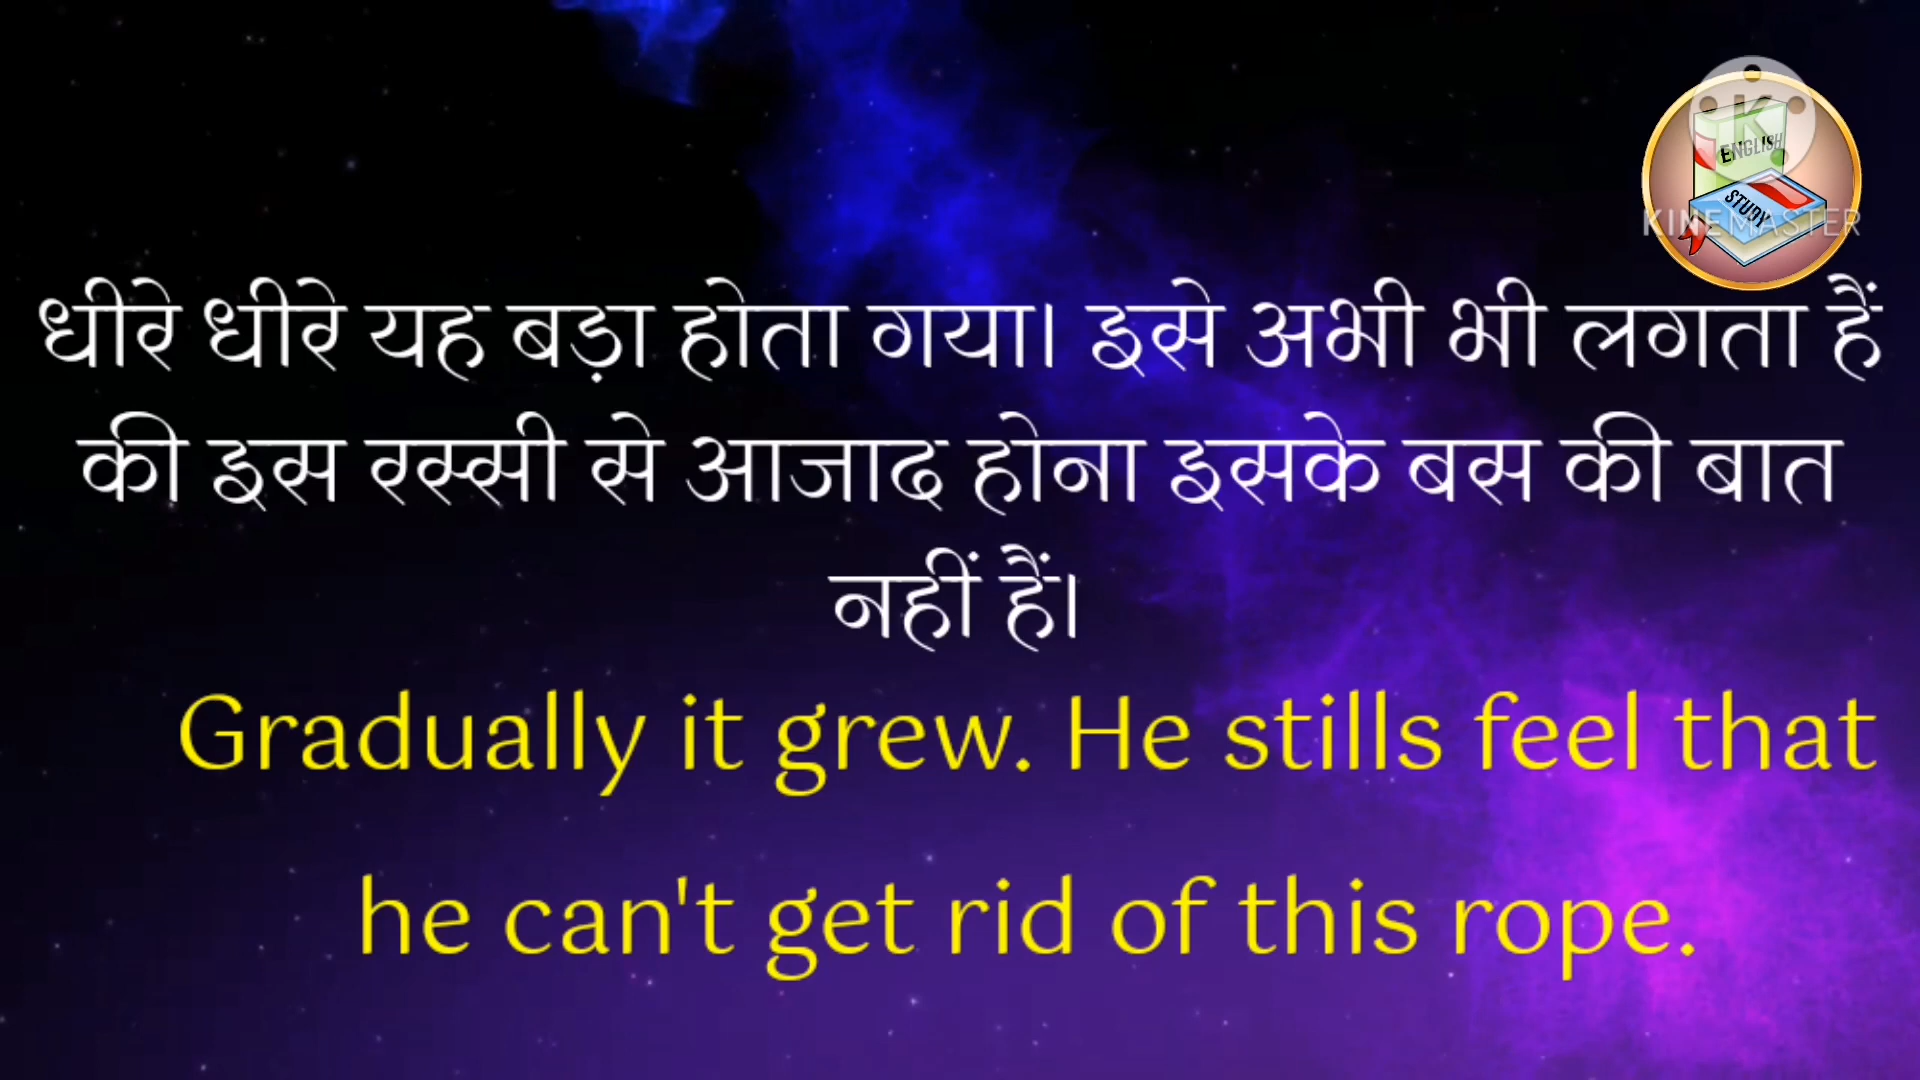 ENGLISH
STUDY
KINEMASTER
धीरे धीरे यह बड़ा होता गया। इसे अभी भी लगता हैं
की इस रस्सी से आजाद होना इसके बस की बात
नहीं हैं।
Gradually it grew. He stills feel that
he can't get rid of this rope.